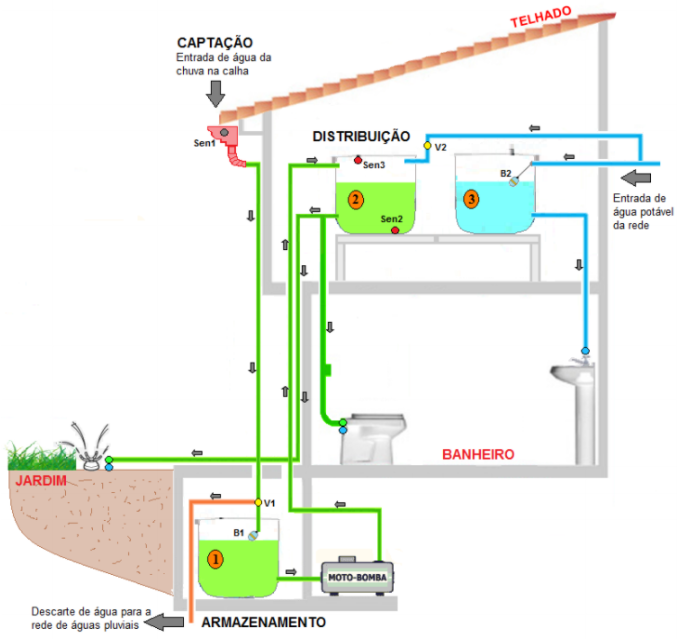 TELHADO
CAPTAÇÃO
Entrada de água da
chuva na calha
Sen1
DISTRIBUIÇÃO
V2
Sen3
B2
2
3
Sen2
Entrada de
água potável
da rede
BANHEIRO
JARDIM
V1
B1
1
MOTO-BOMBA
Descarte de água para a
rede de águas pluviais
ARMAZENAMENTO